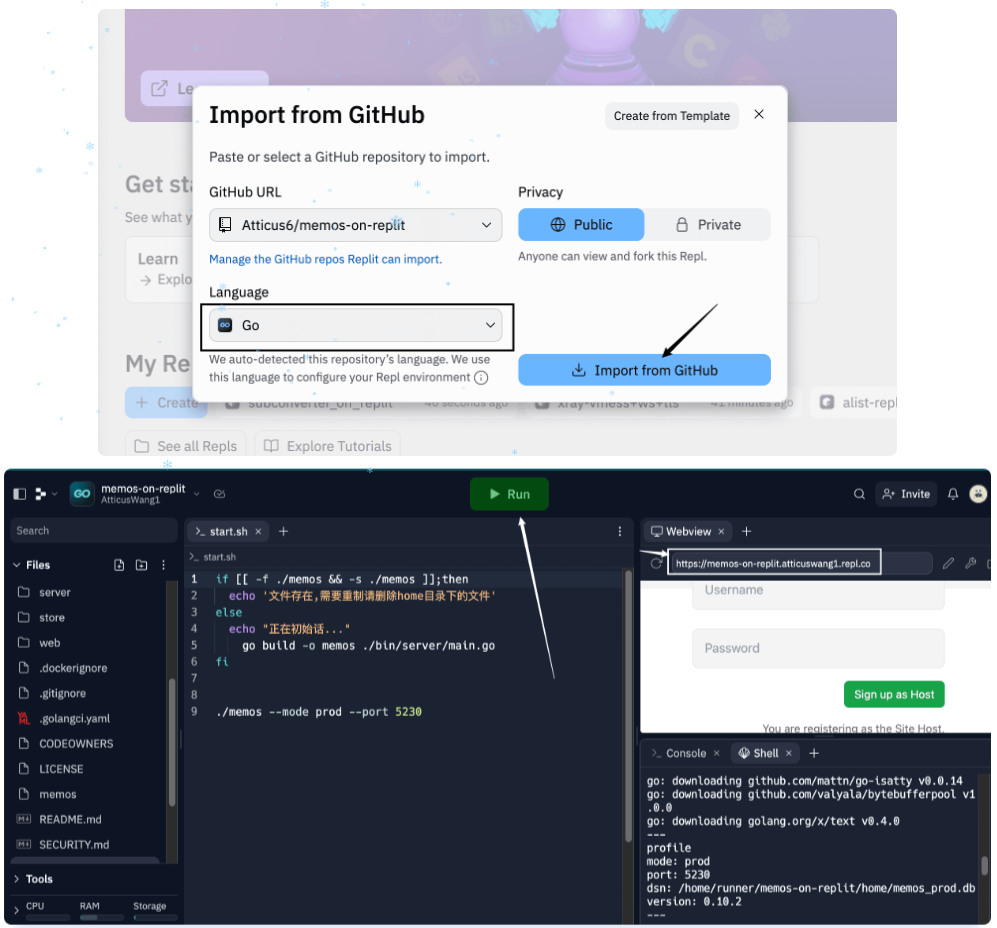 Import from GitHub
Create from Template
Paste or select a GitHub repository to import.
GitHub URL
Privacy
Atticus6/memos-on-replit
Public
Private
Manage the GitHub repos Replit can import.
Anyone can view and fork this Repl.
Language
Go
We auto-detected this repository's language. We use
this language to configure your Repl environment
Import from GitHub
Get sta
See what y
Learn
→ Explo
My Re
+ Create
subconverter_on_replit
40 seconds ago
xray-vmess+ws+tls
41 minutes ago
alist-repl
See all Repls
Explore Tutorials
GO
memos-on-replit
AtticusWang1
Run
Invite
Search
Files
server
store
web
.dockerignore
.gitignore
.golangci.yaml
CODEOWNERS
LICENSE
memos
README.md
SECURITY.md
Tools
CPU
RAM
Storage
>_ start.sh × +
>_ start.sh
1 if [[ -f ./memos && -s ./memos ]];then
2 echo '文件存在,需要重制请删除home目录下的文件'
3 else
4 echo "正在初始话..."
5 go build -o memos ./bin/server/main.go
6 fi
7
8
9 ./memos --mode prod --port 5230
Webview × +
https://memos-on-replit.atticuswang1.repl.co
Username
Password
Sign up as Host
You are registering as the Site Host.
>_ Console × Shell × +
go: downloading github.com/mattn/go-isatty v0.0.14
go: downloading github.com/valyala/bytebufferpool v1
.0.0
go: downloading golang.org/x/text v0.4.0
---
profile
mode: prod
port: 5230
dsn: /home/runner/memos-on-replit/home/memos_prod.db
version: 0.10.2
---